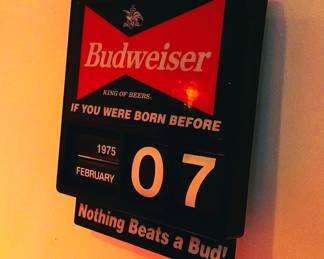 Budweiser
KING OF BEERS.
IF YOU WERE BORN BEFORE
1975
FEBRUARY
07
Nothing Beats a Bud!